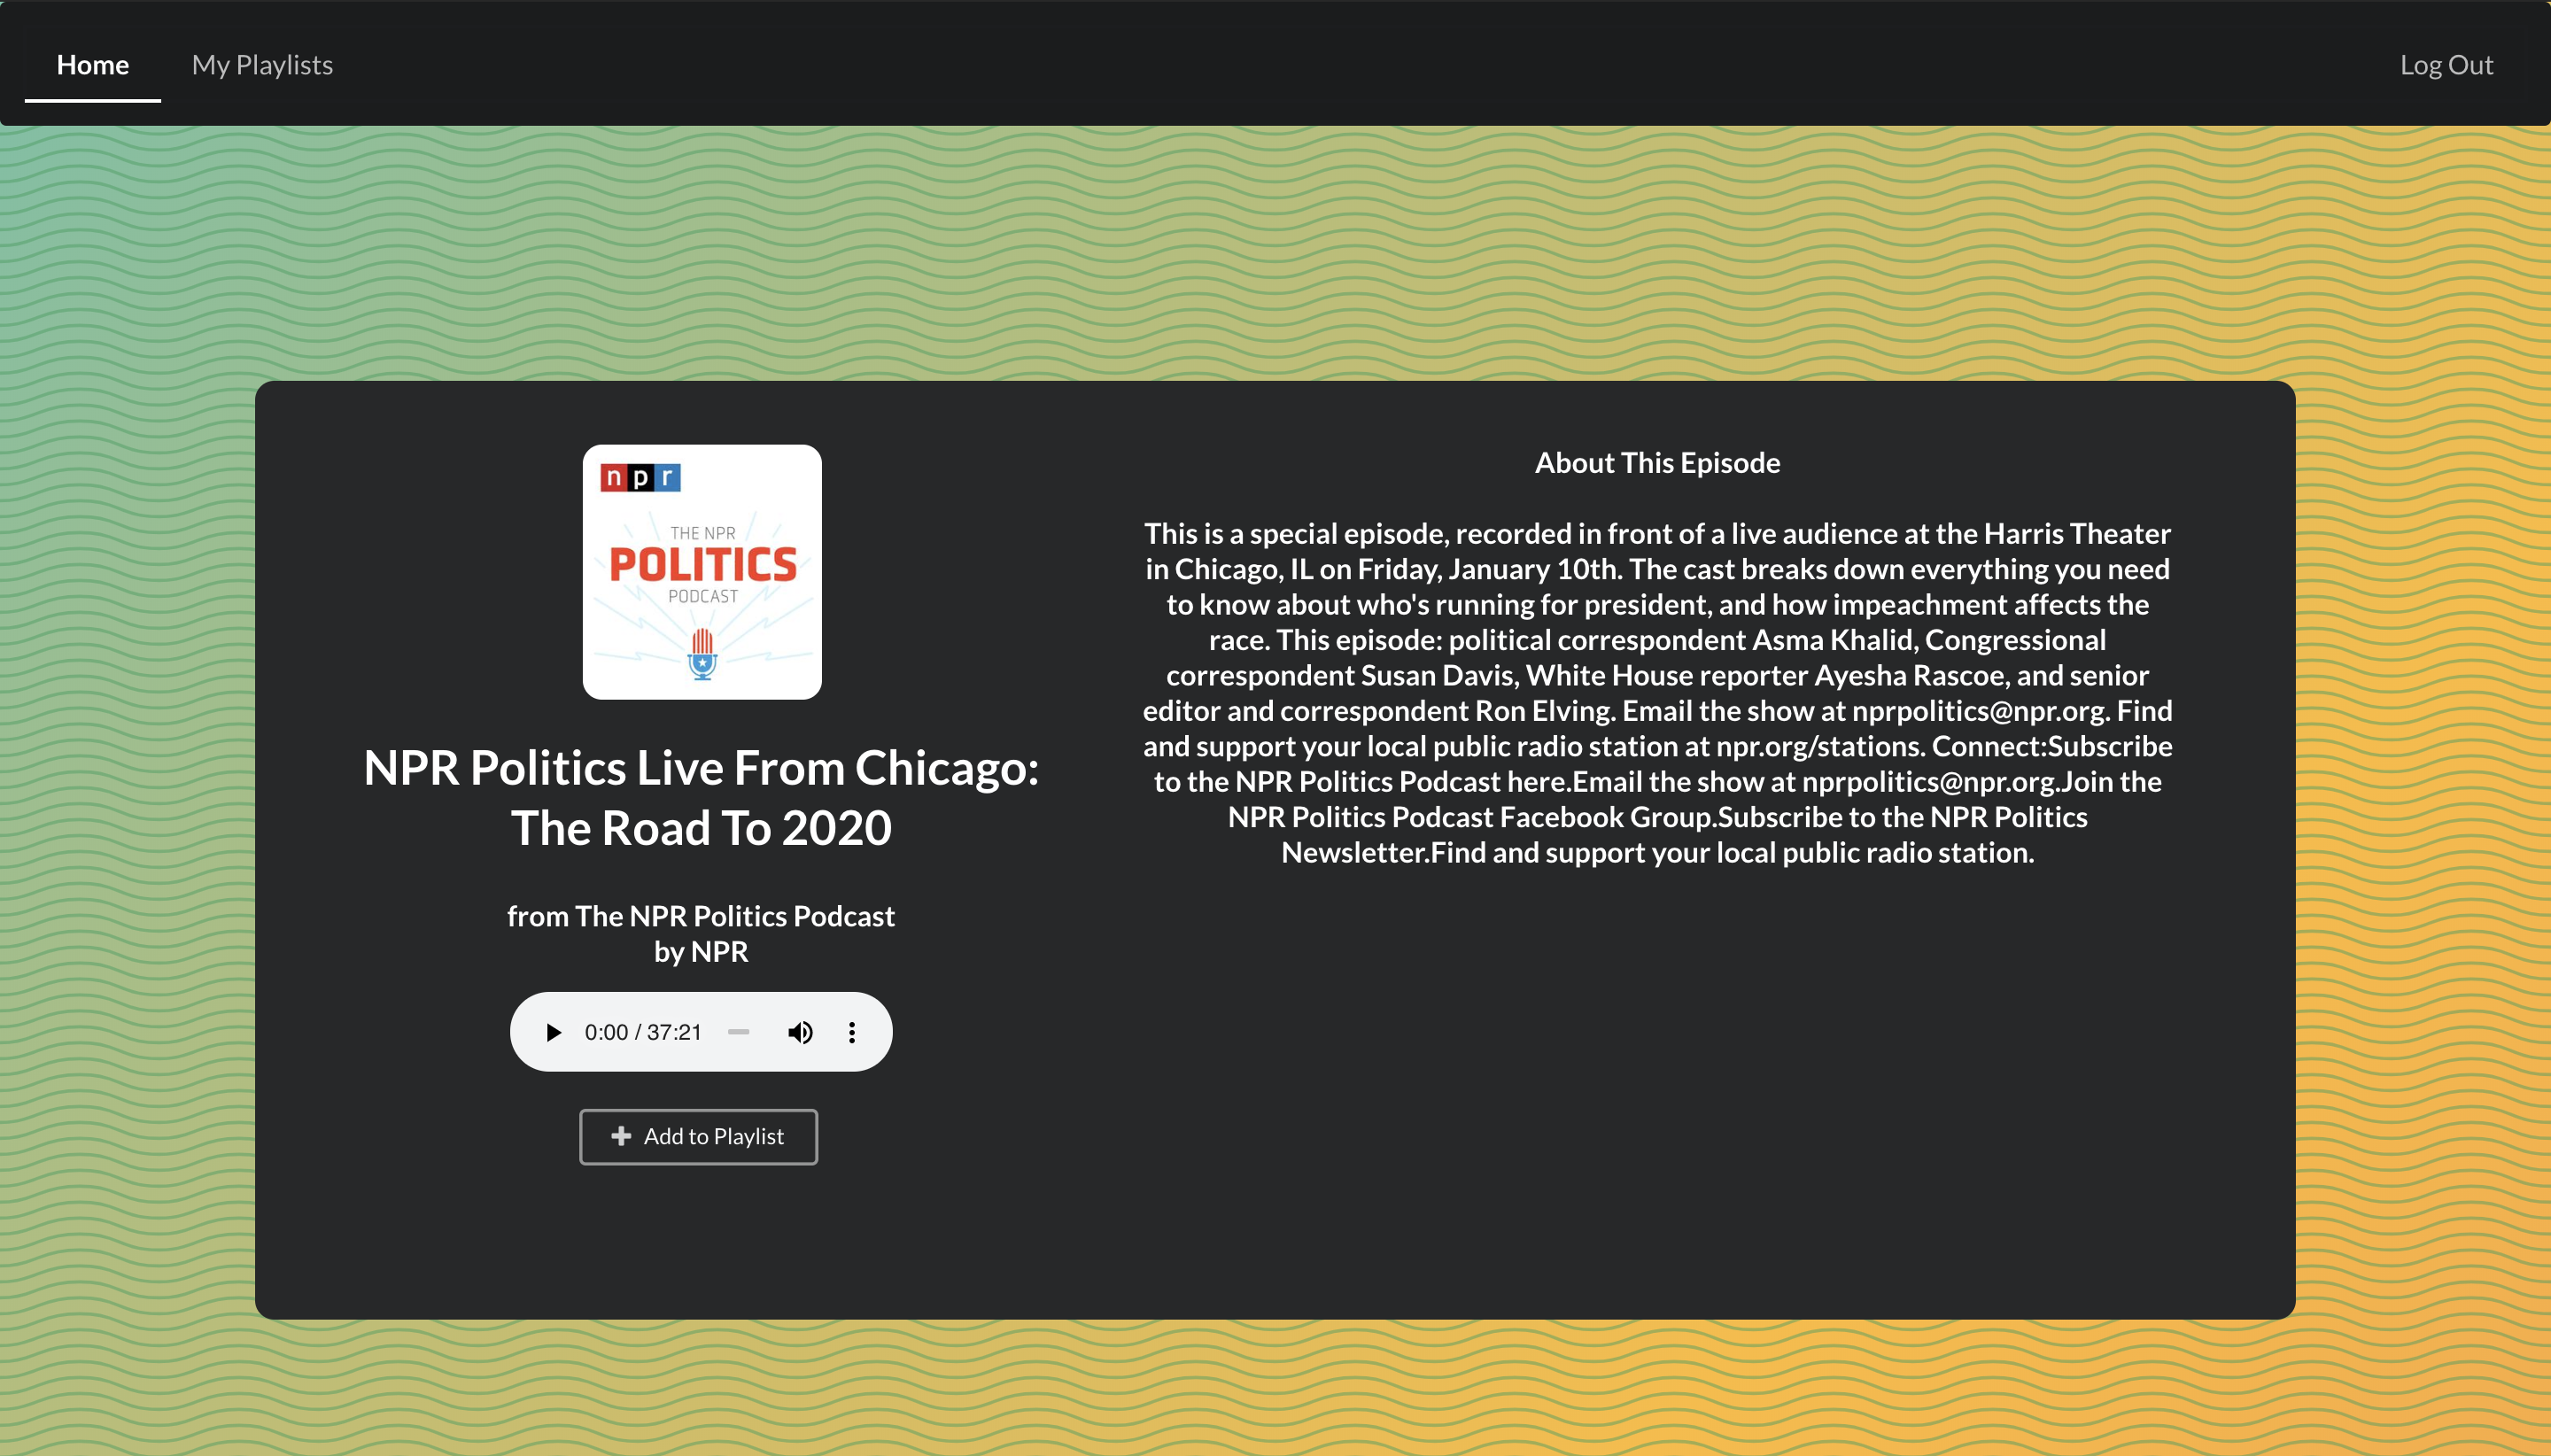 Home
My Playlists
Log Out
npr
THE NPR
POLITICS
PODCAST
NPR Politics Live From Chicago:
The Road To 2020
from The NPR Politics Podcast
by NPR
0:00 / 37:21
Add to Playlist
About This Episode
This is a special episode, recorded in front of a live audience at the Harris Theater
in Chicago, IL on Friday, January 10th. The cast breaks down everything you need
to know about who's running for president, and how impeachment affects the
race. This episode: political correspondent Asma Khalid, Congressional
correspondent Susan Davis, White House reporter Ayesha Rascoe, and senior
editor and correspondent Ron Elving. Email the show at nprpolitics@npr.org. Find
and support your local public radio station at npr.org/stations. Connect:Subscribe
to the NPR Politics Podcast here.Email the show at nprpolitics@npr.org.Join the
NPR Politics Podcast Facebook Group.Subscribe to the NPR Politics
Newsletter.Find and support your local public radio station.